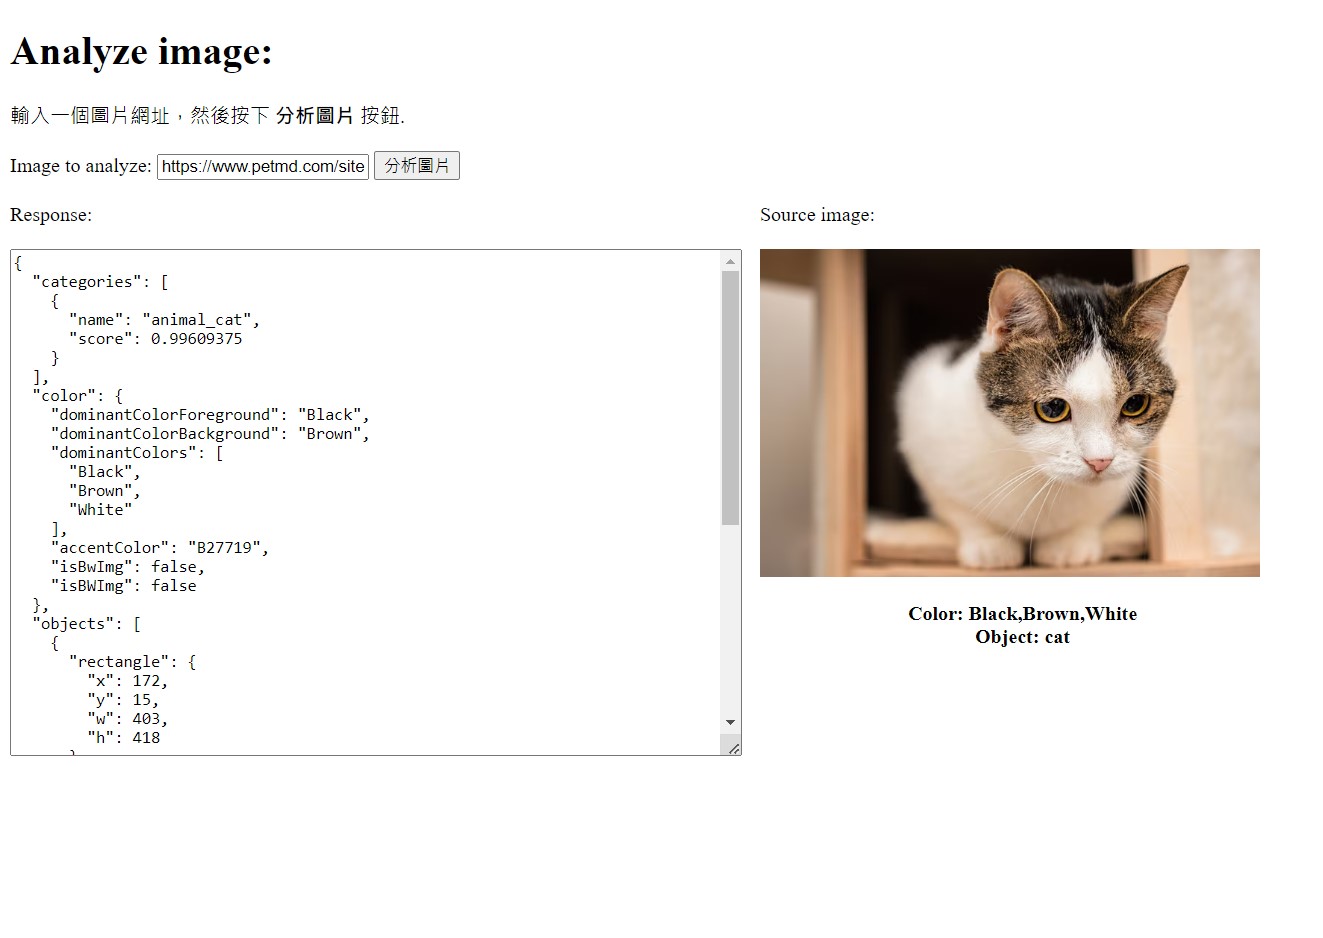 Analyze image:
輸入一個圖片網址，然後按下 分析圖片 按鈕.
Image to analyze: https://www.petmd.com/site 分析圖片
Response:
{
  "categories": [
    {
      "name": "animal_cat",
      "score": 0.99609375
    }
  ],
  "color": {
    "dominantColorForeground": "Black",
    "dominantColorBackground": "Brown",
    "dominantColors": [
      "Black",
      "Brown",
      "White"
    ],
    "accentColor": "B27719",
    "isBwImg": false,
    "isBWImg": false
  },
  "objects": [
    {
      "rectangle": {
        "x": 172,
        "y": 15,
        "w": 403,
        "h": 418
      }
Source image:
Color: Black,Brown,White
Object: cat